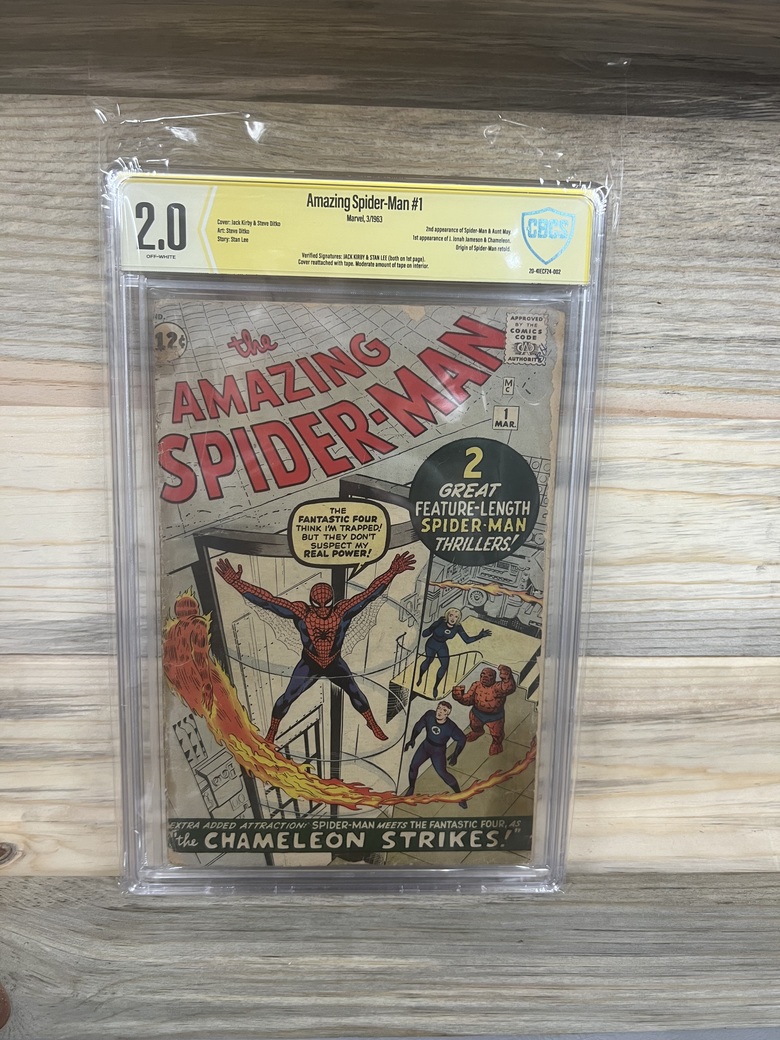 Amazing Spider-Man #1
Marvel, 3/1963
2.0
OFF-WHITE
Cover: Jack Kirby & Steve Ditko
Art: Steve Ditko
Story: Stan Lee
2nd appearance of Spider-Man & Aunt May.
1st appearance of J. Jonah Jameson & Chameleon.
Origin of Spider-Man retold.
Verified Signatures: JACK KIRBY & STAN LEE (both on 1st page).
Cover reattached with tape. Moderate amount of tape on interior.
CBCS
20-41ECF24-002
IND.
12¢
APPROVED
BY THE
COMICS
CODE
AUTHORITY
the
AMAZING
SPIDER-MAN
M
C
1
MAR.
2
GREAT
FEATURE-LENGTH
SPIDER-MAN
THRILLERS!
THE
FANTASTIC FOUR
THINK I'M TRAPPED!
BUT THEY DON'T
SUSPECT MY
REAL POWER!
EXTRA ADDED ATTRACTION: SPIDER-MAN MEETS THE FANTASTIC FOUR, AS
"the CHAMELEON STRIKES!"